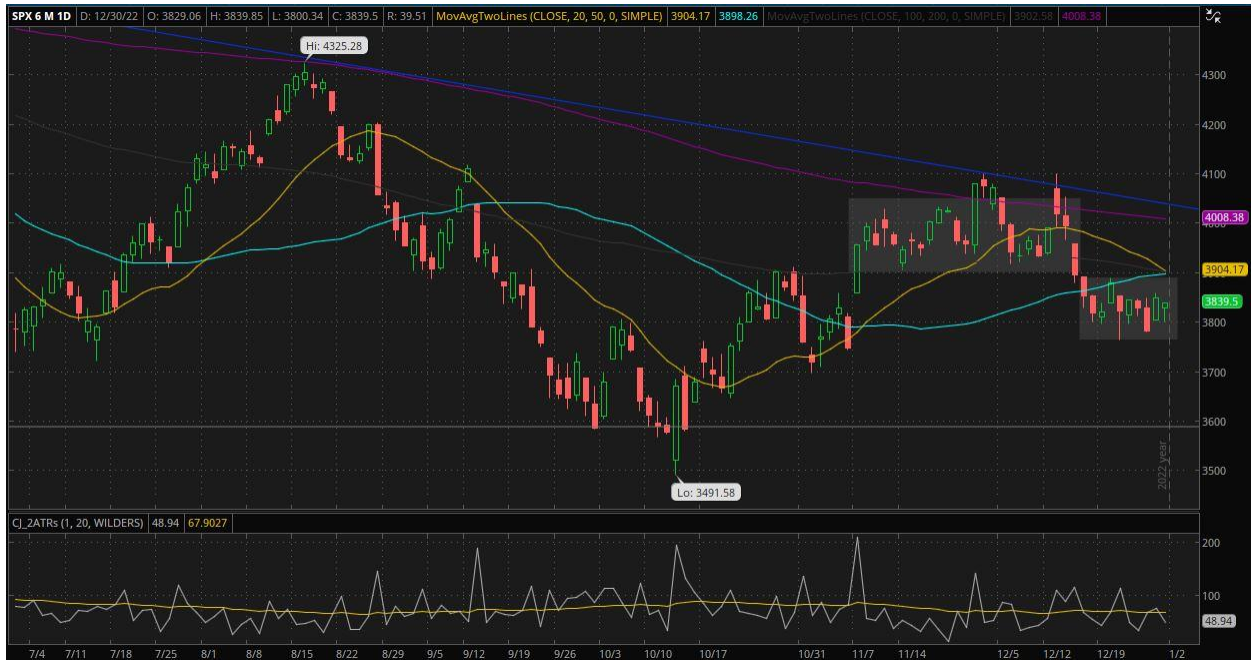 SPX 6 M 1D D: 12/30/22 O: 3829.06 H: 3839.85 L: 3800.34 C: 3839.5 R: 39.51 MovAvgTwoLines (CLOSE, 20, 50, 0, SIMPLE) 3904.17 3898.26 MovAvgTwoLines (CLOSE, 100, 200, 0, SIMPLE) 3902.58 4008.38
Hi: 4325.28
4300
4200
4100
4008.38
4000
3904.17
3839.5
3800
3700
3600
3500
Lo: 3491.58
2022 year
CJ_2ATRs (1, 20, WILDERS) 48.94 67.9027
200
100
48.94
7/4 7/11 7/18 7/25 8/1 8/8 8/15 8/22 8/29 9/5 9/12 9/19 9/26 10/3 10/10 10/17 10/31 11/7 11/14 12/5 12/12 12/19 1/2